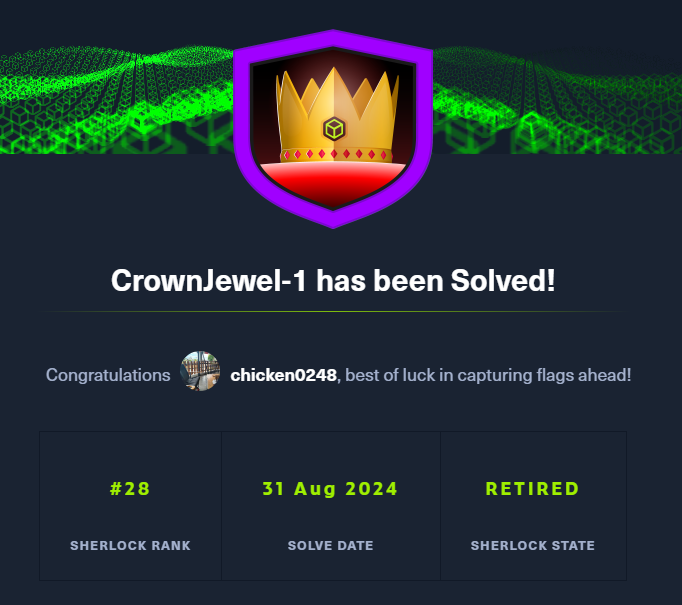 CrownJewel-1 has been Solved!
Congratulations chicken0248, best of luck in capturing flags ahead!
#28
31 Aug 2024
RETIRED
SHERLOCK RANK
SOLVE DATE
SHERLOCK STATE